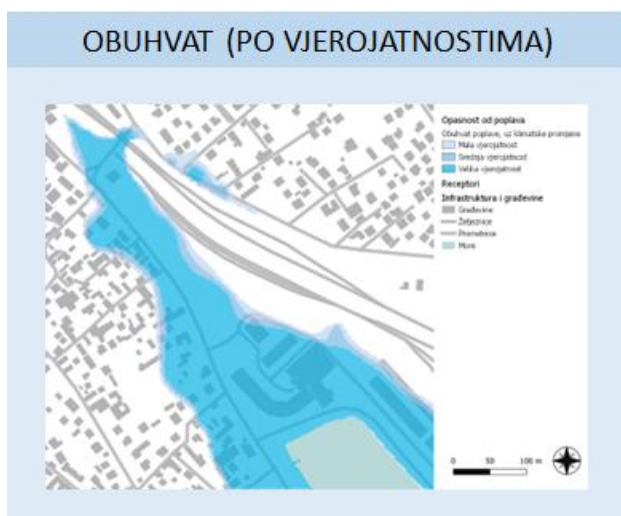 OBUHVAT (PO VJEROJATNOSTIMA)
Opasnost od poplava
Obuhvat poplave, uz klimatske promjene
Mala vjerojatnost
Srednja vjerojatnost
Velika vjerojatnost
Receptori
Infrastruktura i građevine
Građevine
Željeznice
Prometnice
More
0 50 100 m